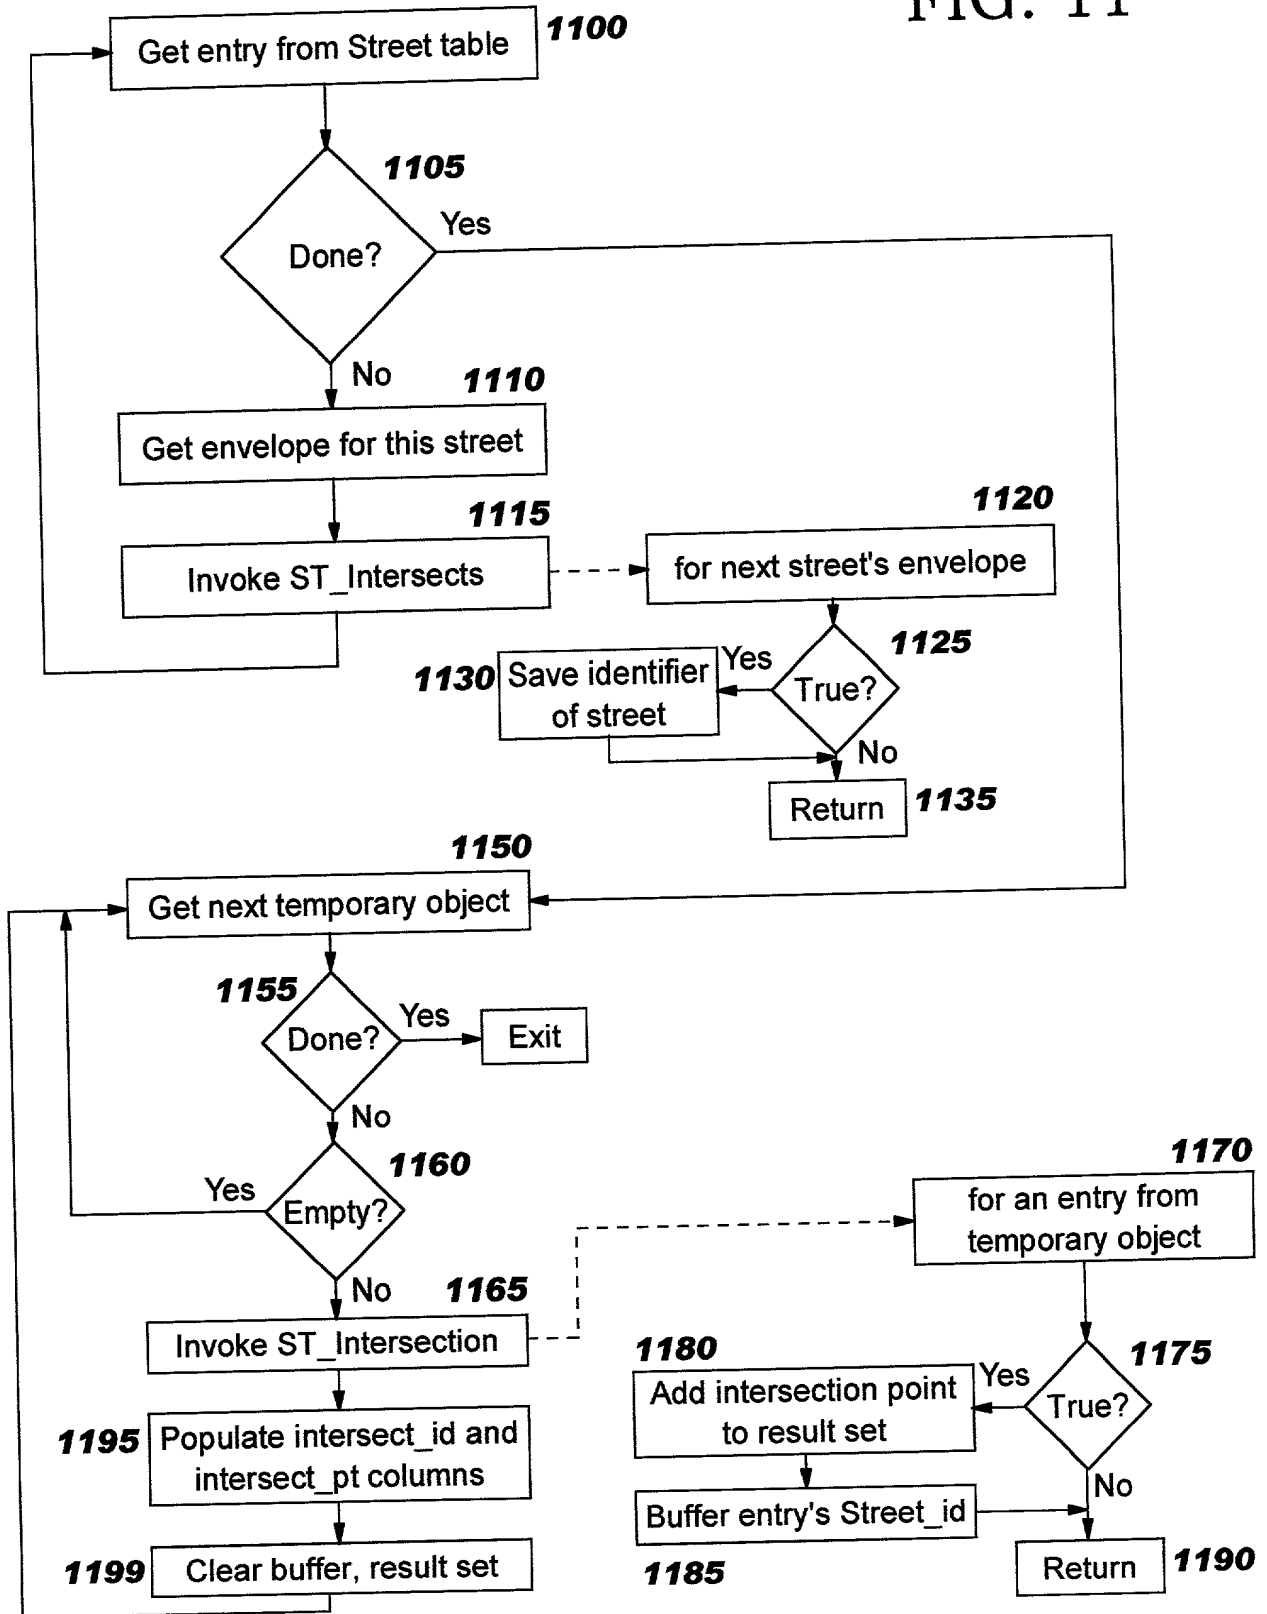 FIG. 11
Get entry from Street table
1100
1105
Done?
Yes
No
1110
Get envelope for this street
1115
Invoke ST_Intersects
1120
for next street's envelope
1125
True?
Yes
1130
Save identifier
of street
No
Return
1135
1150
Get next temporary object
1155
Done?
Yes
Exit
No
1160
Empty?
Yes
No
1165
Invoke ST_Intersection
1170
for an entry from
temporary object
1175
True?
Yes
1180
Add intersection point
to result set
No
Buffer entry's Street_id
1185
Return
1190
1195
Populate intersect_id and
intersect_pt columns
1199
Clear buffer, result set